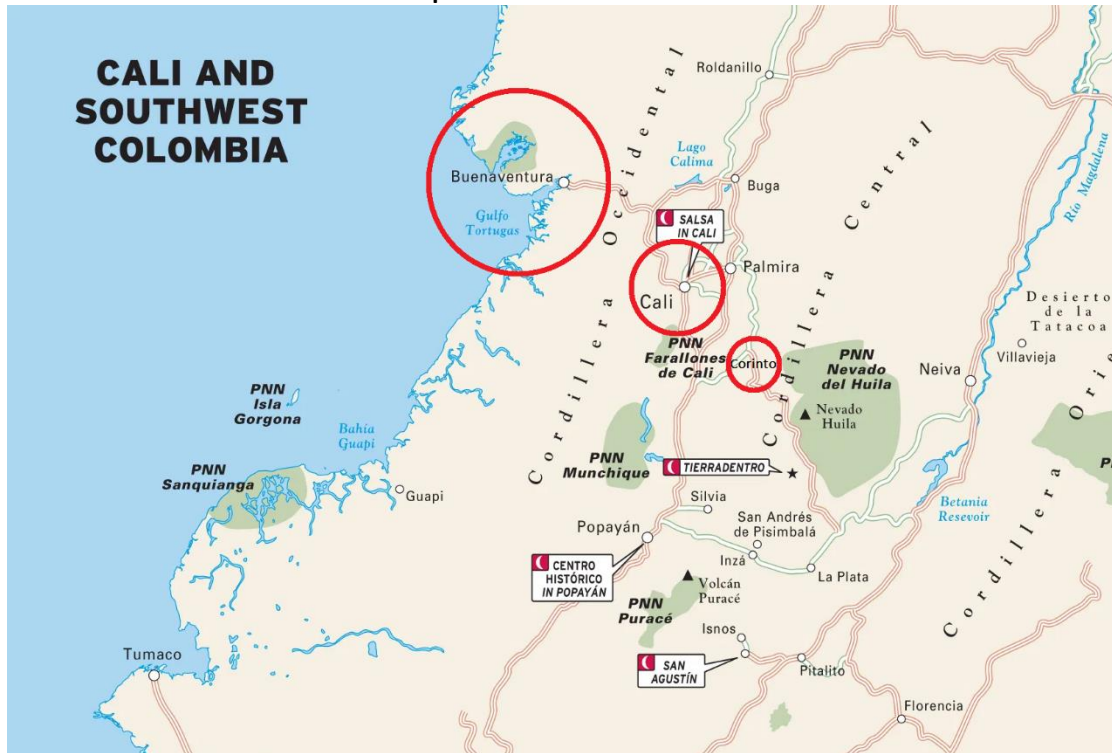 CALI AND
SOUTHWEST
COLOMBIA
Roldanillo
Cordillera Occidental
Cordillera Central
Río Magdalena
Lago
Calima
Buenaventura
Buga
Gulfo
Tortugas
SALSA
IN CALI
Palmira
Cali
Desierto
de la
Tatacoa
PNN
Farallones
de Cali
Corinto
PNN
Nevado
del Huila
Villavieja
Neiva
PNN
Isla
Gorgona
Nevado
Huila
Bahía
Guapi
PNN
Munchique
TIERRADENTRO
PNN
Sanquianga
Guapi
Betania
Resevoir
Silvia
San Andrés
de Pisimbalá
Popayán
Inzá
La Plata
CENTRO
HISTÓRICO
IN POPAYÁN
Volcán
Puracé
PNN
Puracé
Isnos
Tumaco
SAN
AGUSTÍN
Pitalito
Florencia
Cordillera